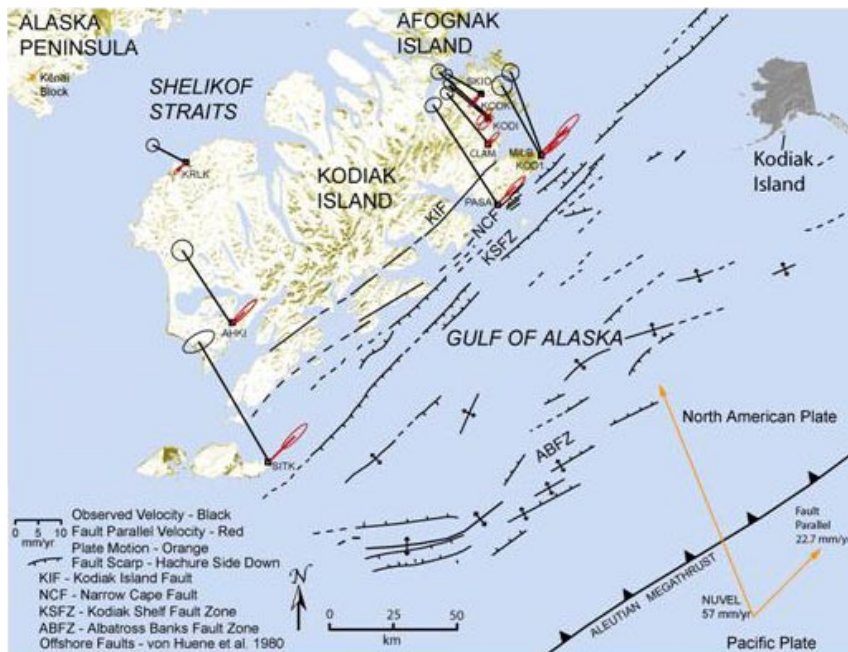 ALASKA
PENINSULA
Kenai
Block
AFOGNAK
ISLAND
SHELIKOF
STRAITS
SKIO
KODK
KODI
CLAM
MILB
KOD1
KRLK
KODIAK
ISLAND
PASA
KIF
NCF
KSFZ
Kodiak
Island
AHKI
GULF OF ALASKA
SITK
ABFZ
North American Plate
Fault
Parallel
22.7 mm/yr
NUVEL
57 mm/yr
ALEUTIAN MEGATHRUST
Pacific Plate
0 5 10
mm/yr
Observed Velocity - Black
Fault Parallel Velocity - Red
Plate Motion - Orange
Fault Scarp - Hachure Side Down
KIF - Kodiak Island Fault
NCF - Narrow Cape Fault
KSFZ - Kodiak Shelf Fault Zone
ABFZ - Albatross Banks Fault Zone
Offshore Faults - von Huene et al. 1980
N
0 25 50
km